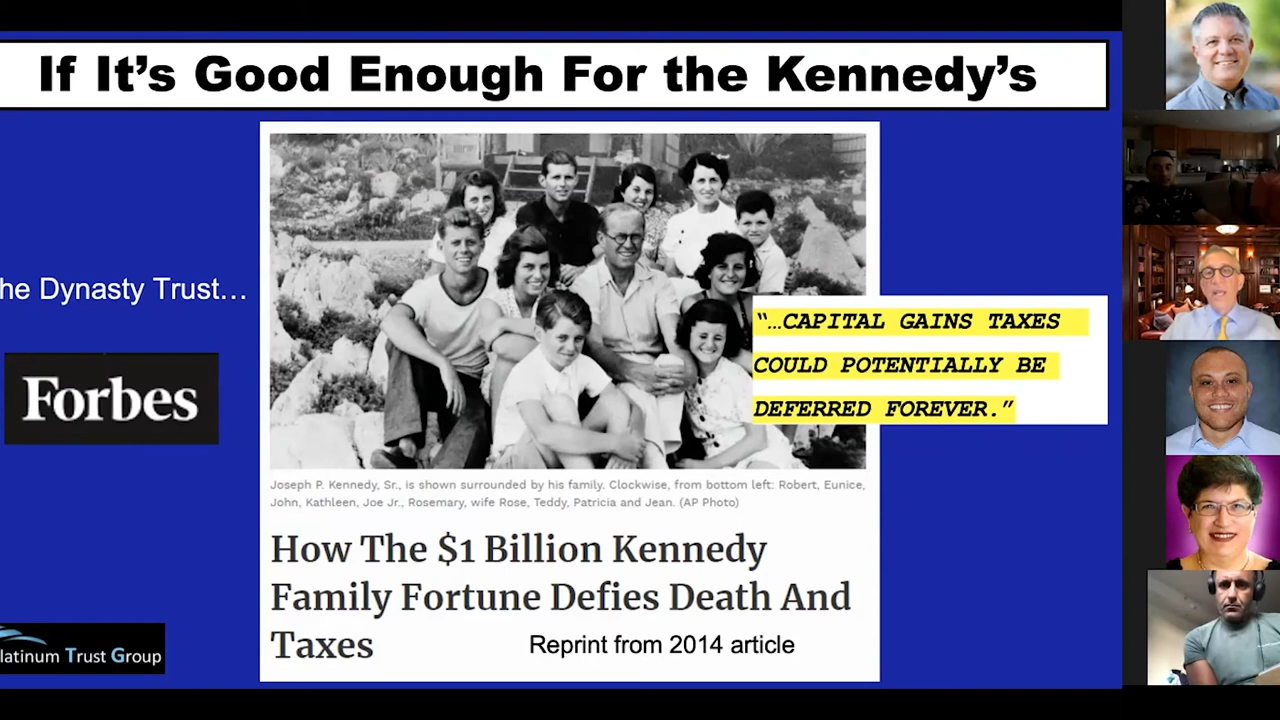 If It’s Good Enough For the Kennedy’s
he Dynasty Trust…
Forbes
“…CAPITAL GAINS TAXES
COULD POTENTIALLY BE
DEFERRED FOREVER.”
Joseph P. Kennedy, Sr., is shown surrounded by his family. Clockwise, from bottom left: Robert, Eunice,
John, Kathleen, Joe Jr., Rosemary, wife Rose, Teddy, Patricia and Jean. (AP Photo)
How The $1 Billion Kennedy
Family Fortune Defies Death And
Taxes
Reprint from 2014 article
latinum Trust Group